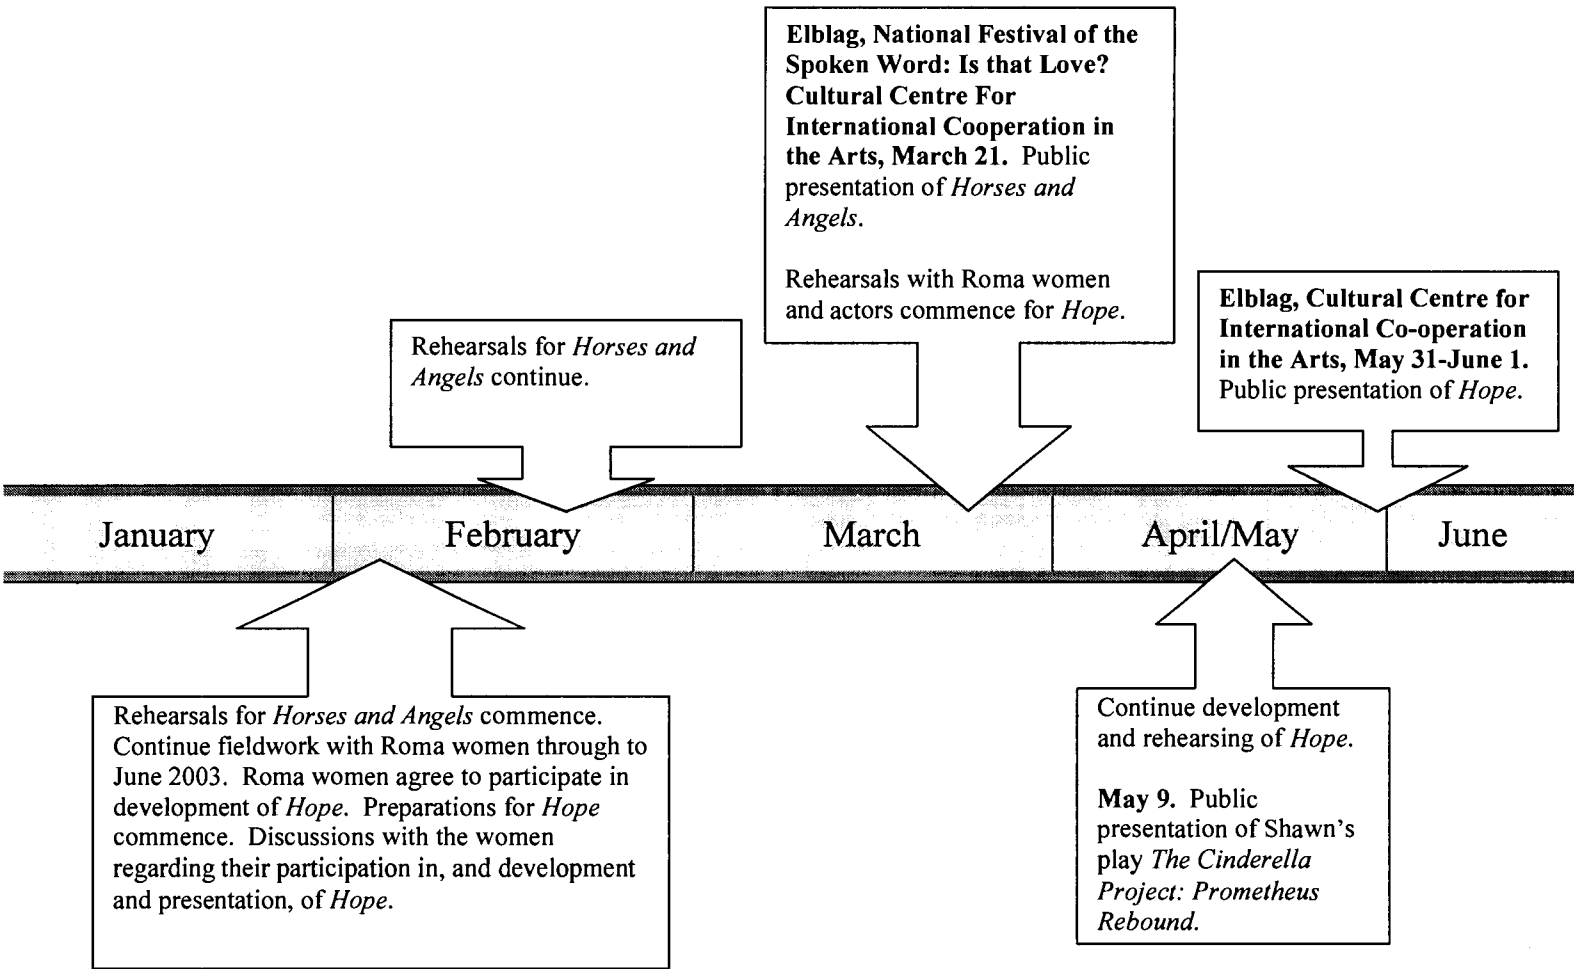 Elblag, National Festival of the
Spoken Word: Is that Love?
Cultural Centre For
International Cooperation in
the Arts, March 21. Public
presentation of Horses and
Angels.
Rehearsals with Roma women
and actors commence for Hope.
Elblag, Cultural Centre for
International Co-operation
in the Arts, May 31-June 1.
Public presentation of Hope.
Rehearsals for Horses and
Angels continue.
January
February
March
April/May
June
Rehearsals for Horses and Angels commence.
Continue fieldwork with Roma women through to
June 2003. Roma women agree to participate in
development of Hope. Preparations for Hope
commence. Discussions with the women
regarding their participation in, and development
and presentation, of Hope.
Continue development
and rehearsing of Hope.
May 9. Public
presentation of Shawn's
play The Cinderella
Project: Prometheus
Rebound.